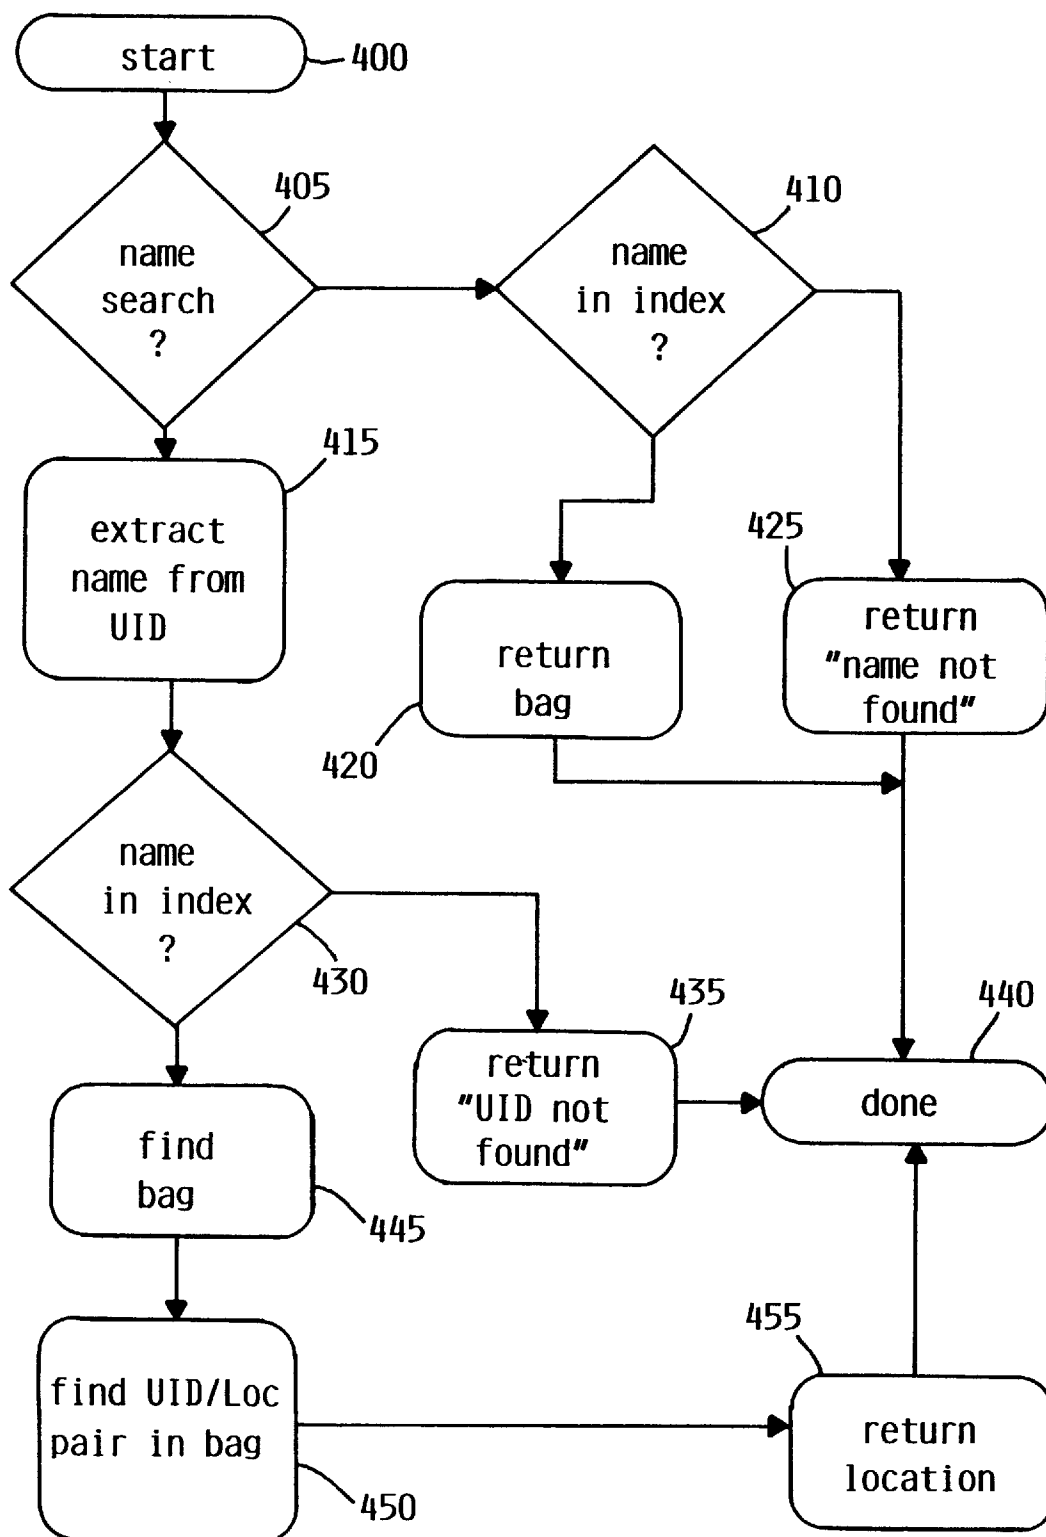 start
400
405
name
search
?
410
name
in index
?
415
extract
name from
UID
420
return
bag
425
return
"name not
found"
name
in index
?
430
435
return
"UID not
found"
440
done
find
bag
445
find UID/Loc
pair in bag
450
455
return
location